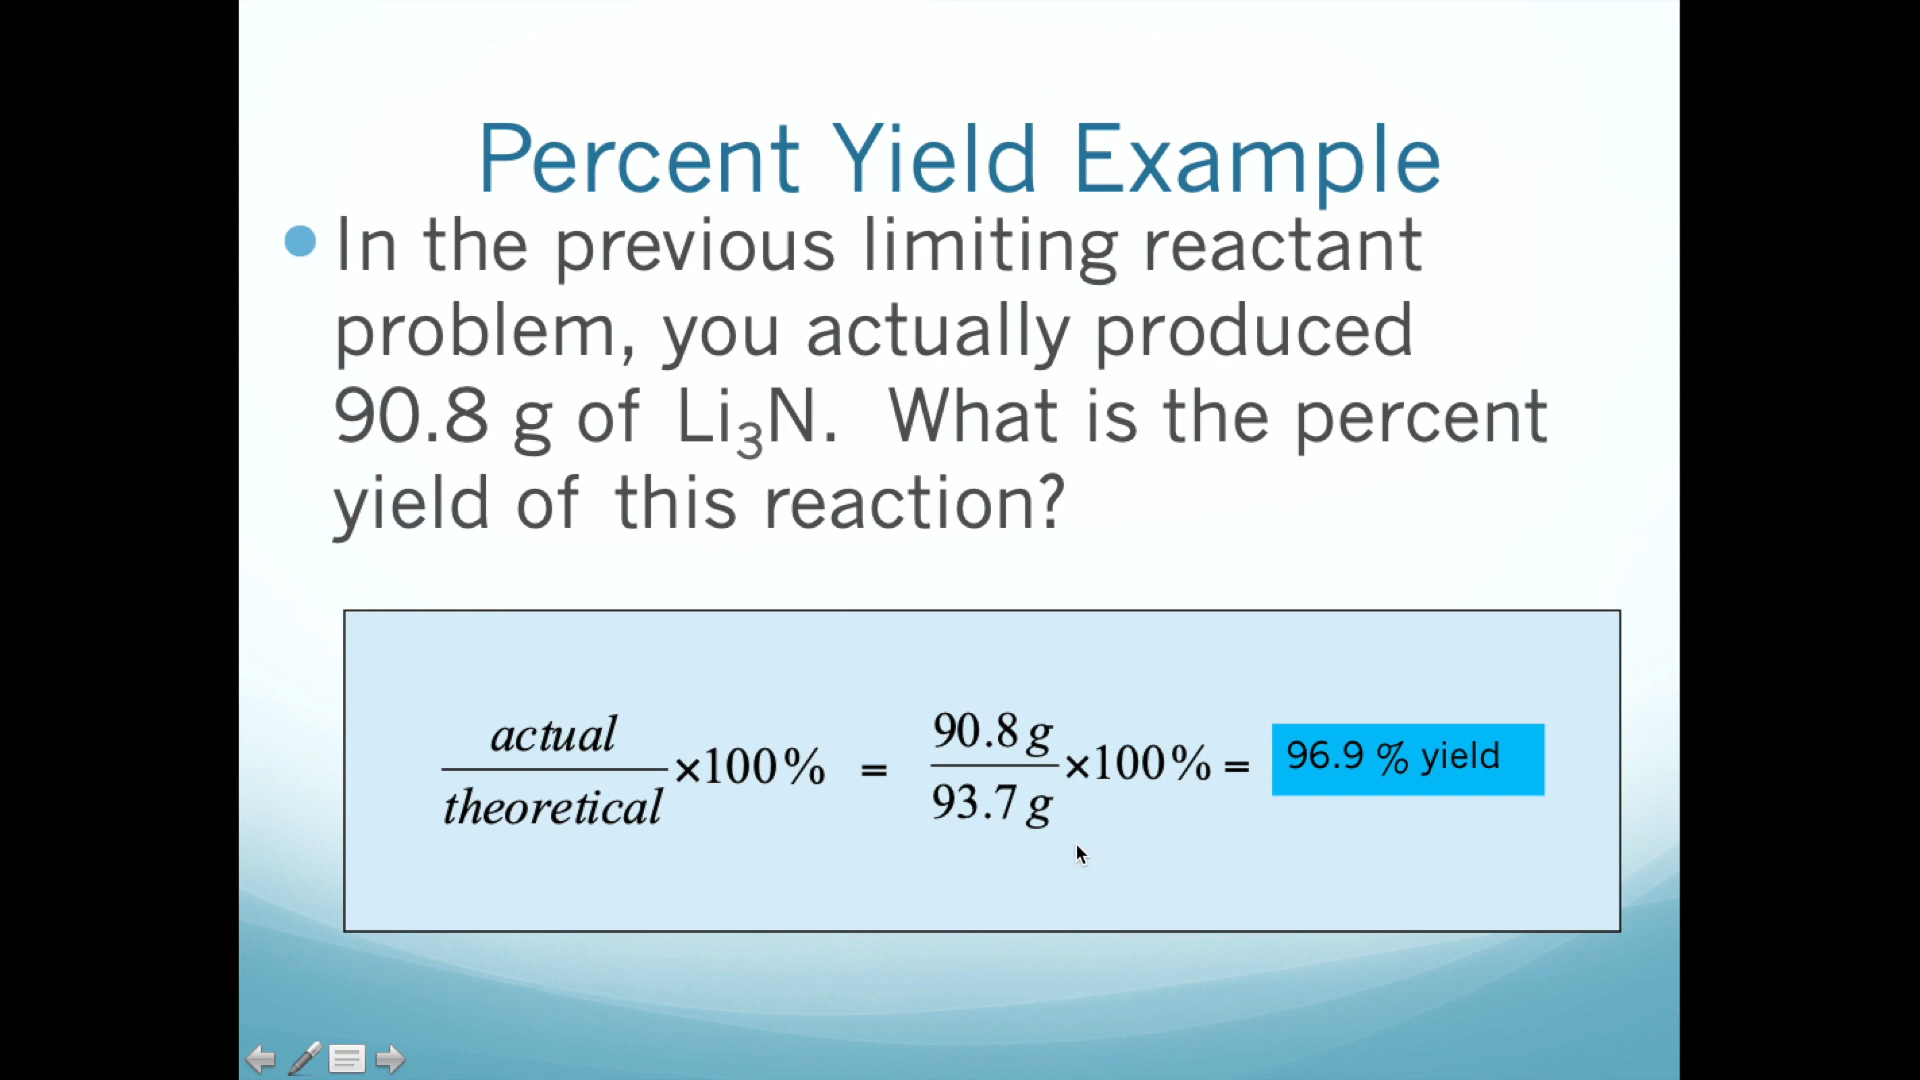 Percent Yield Example
In the previous limiting reactant
problem, you actually produced
90.8 g of Li₃N. What is the percent
yield of this reaction?
actual
theoretical ×100% = 90.8 g
93.7 g ×100% = 96.9 % yield